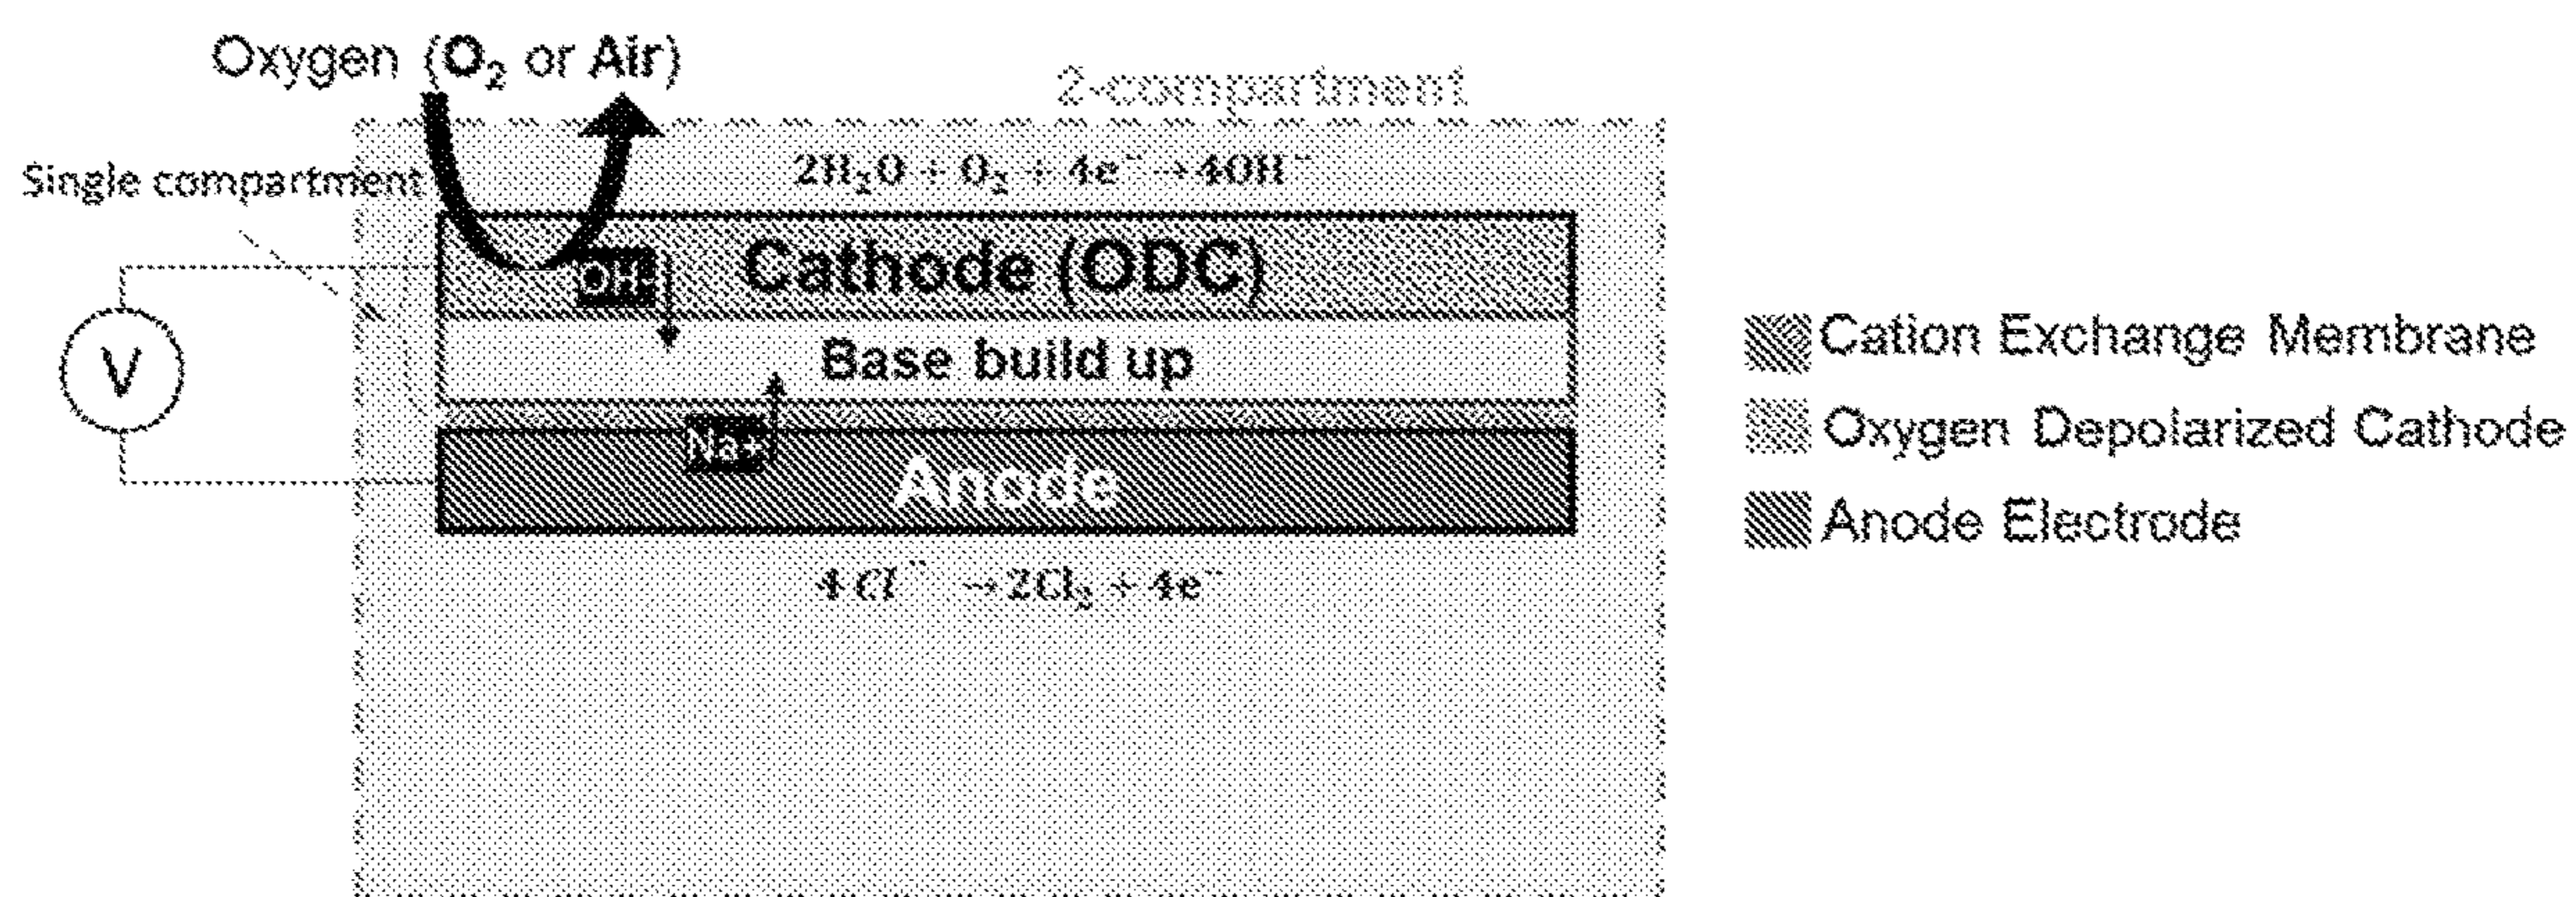 Oxygen (O₂ or Air)
2-compartment
Single compartment
2H₂O + O₂ + 4e⁻ → 4OH⁻
Cathode (ODC)
OH-
Base build up
V
Na+
Anode
4Cl⁻ → 2Cl₂ + 4e⁻
Cation Exchange Membrane
Oxygen Depolarized Cathode
Anode Electrode